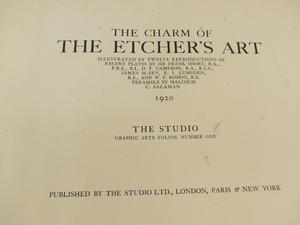 THE CHARM OF
THE ETCHER'S ART
ILLUSTRATED BY TWELVE REPRODUCTIONS OF
RECENT PLATES BY SIR FRANK SHORT, R.A.,
P.R.E., R.I., D. Y. CAMERON, R.A., R.S.A.,
JAMES McBEY, E. S. LUMSDEN,
R.E., AND W. P. ROBINS, R.E.
PREAMBLE BY MALCOLM
C. SALAMAN
1920
THE STUDIO
GRAPHIC ARTS FOLIOS, NUMBER ONE
PUBLISHED BY THE STUDIO LTD., LONDON, PARIS & NEW YORK